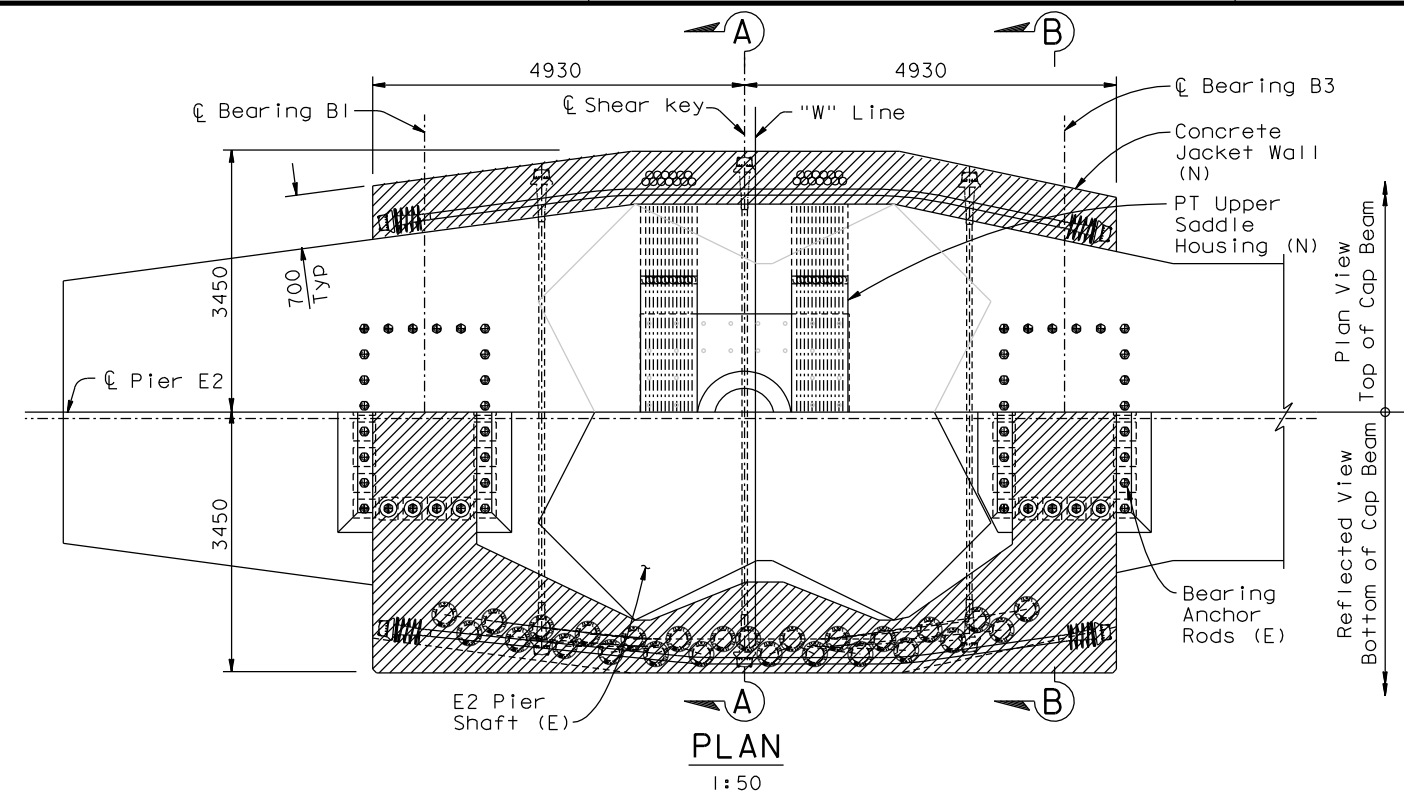 A
B
4930
4930
℄ Bearing B1
℄ Shear key
"W" Line
℄ Bearing B3
Concrete
Jacket Wall
(N)
PT Upper
Saddle
Housing (N)
3450
700
Typ
Plan View
Top of Cap Beam
℄ Pier E2
3450
Reflected View
Bottom of Cap Beam
Bearing
Anchor
Rods (E)
E2 Pier
Shaft (E)
A
B
PLAN
1:50